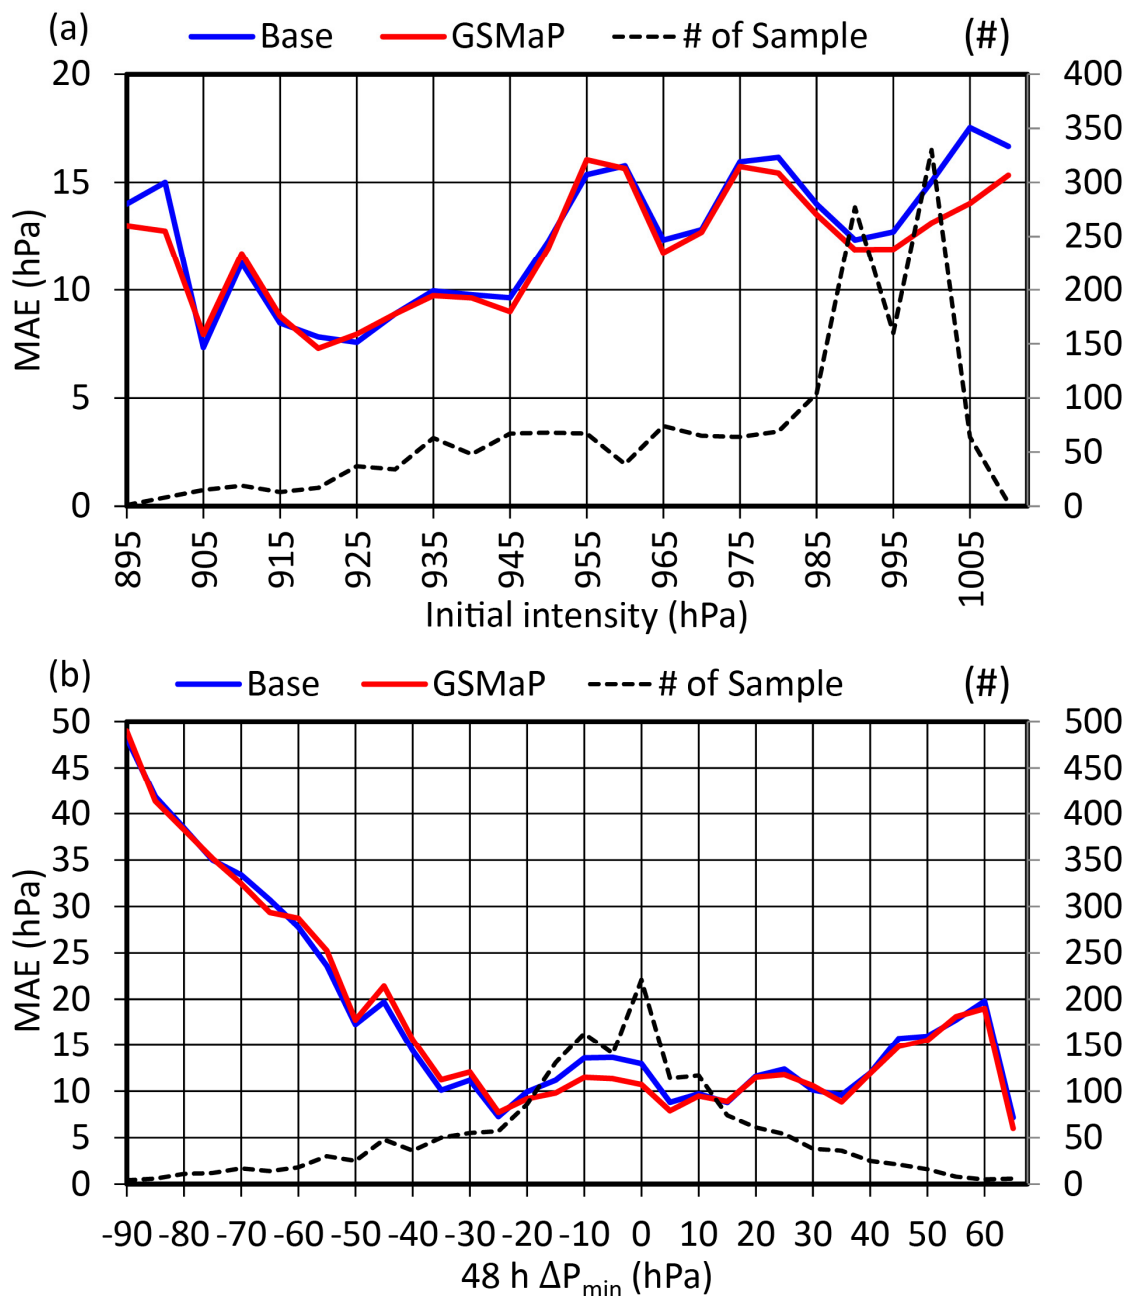 (a) Base GSMaP # of Sample (#)
20 400
350
15 300
250
10 200
150
5 100
50
0 0
MAE (hPa)
895 905 915 925 935 945 955 965 975 985 995 1005
Initial intensity (hPa)
(b) Base GSMaP # of Sample (#)
50 500
45 450
40 400
35 350
30 300
25 250
20 200
15 150
10 100
5 50
0 0
MAE (hPa)
-90 -80 -70 -60 -50 -40 -30 -20 -10 0 10 20 30 40 50 60
48 h ΔPmin (hPa)